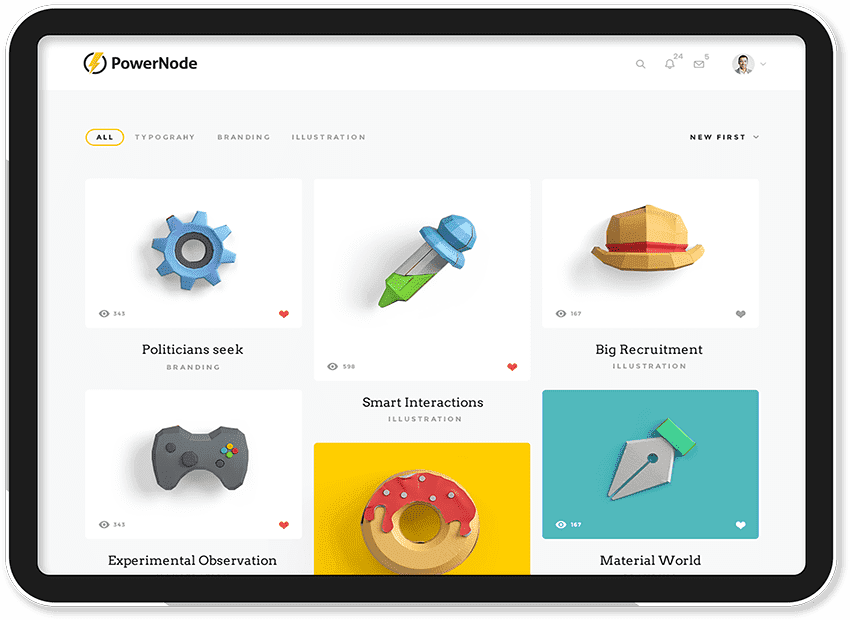 PowerNode
24
5
ALL TYPOGRAHY BRANDING ILLUSTRATION
NEW FIRST
343
Politicians seek
BRANDING
598
Smart Interactions
ILLUSTRATION
167
Big Recruitment
ILLUSTRATION
343
Experimental Observation
167
Material World